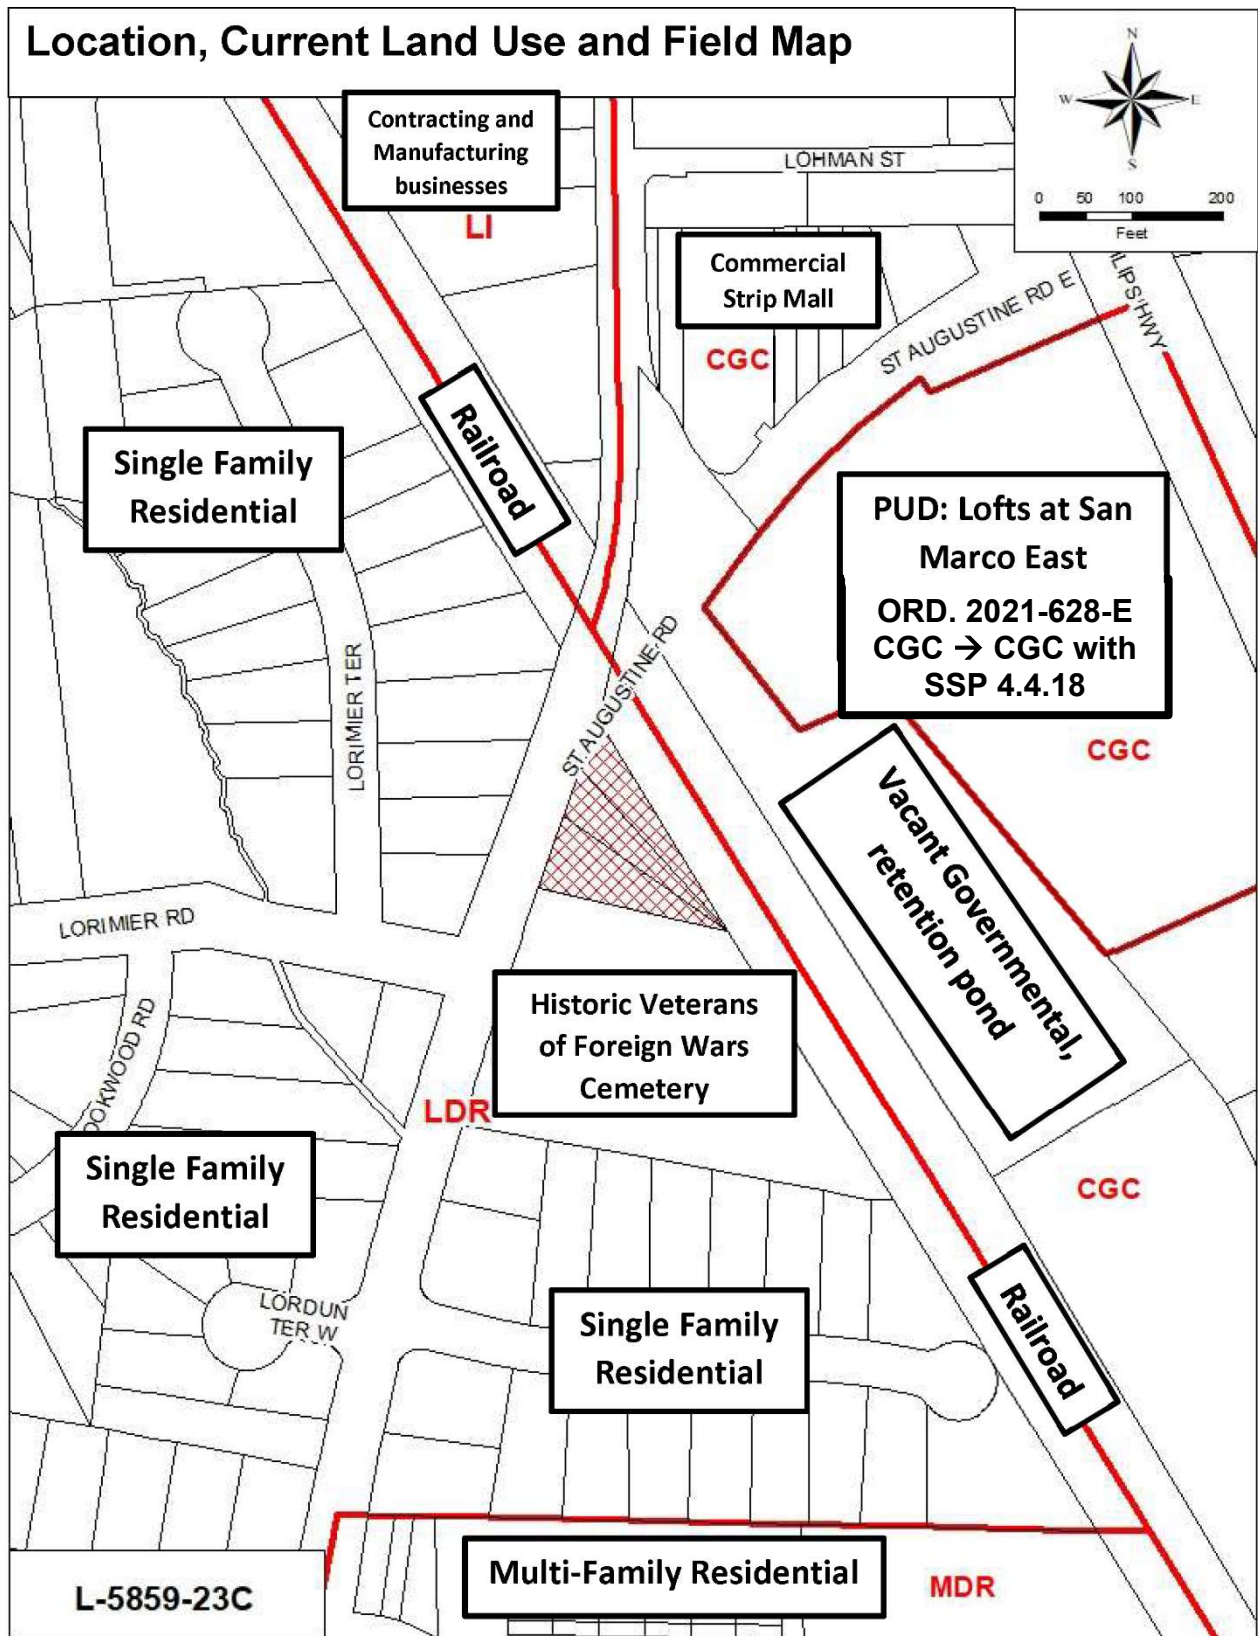 Location, Current Land Use and Field Map
N
W
E
S
0 50 100 200
Feet
Contracting and
Manufacturing
businesses
LI
LOHMAN ST
Commercial
Strip Mall
CGC
ST AUGUSTINE RD E
HWY
Railroad
Single Family
Residential
PUD: Lofts at San
Marco East
ORD. 2021-628-E
CGC → CGC with
SSP 4.4.18
LORIMIER TER
ST. AUGUSTINE RD
CGC
Vacant Governmental,
retention pond
LORIMIER RD
Historic Veterans
of Foreign Wars
Cemetery
OOKWOOD RD
LDR
Single Family
Residential
CGC
LORDUN
TER W
Single Family
Residential
Railroad
Multi-Family Residential
MDR
L-5859-23C